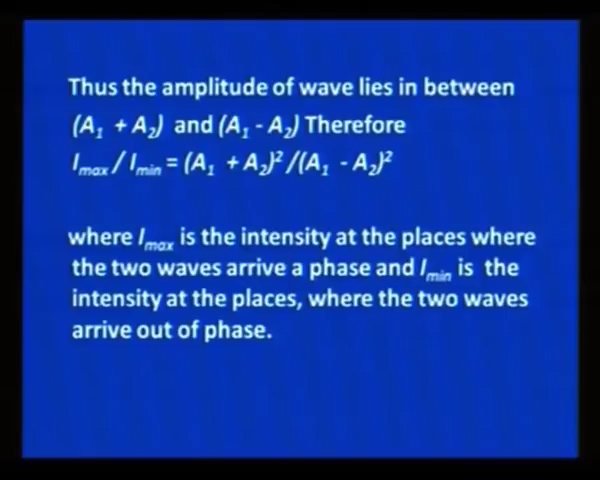 Thus the amplitude of wave lies in between
(A₁ + A₂) and (A₁ - A₂) Therefore
Iₘₐₓ / Iₘᵢₙ = (A₁ + A₂)² /(A₁ - A₂)²
where Iₘₐₓ is the intensity at the places where
the two waves arrive a phase and Iₘᵢₙ is the
intensity at the places, where the two waves
arrive out of phase.